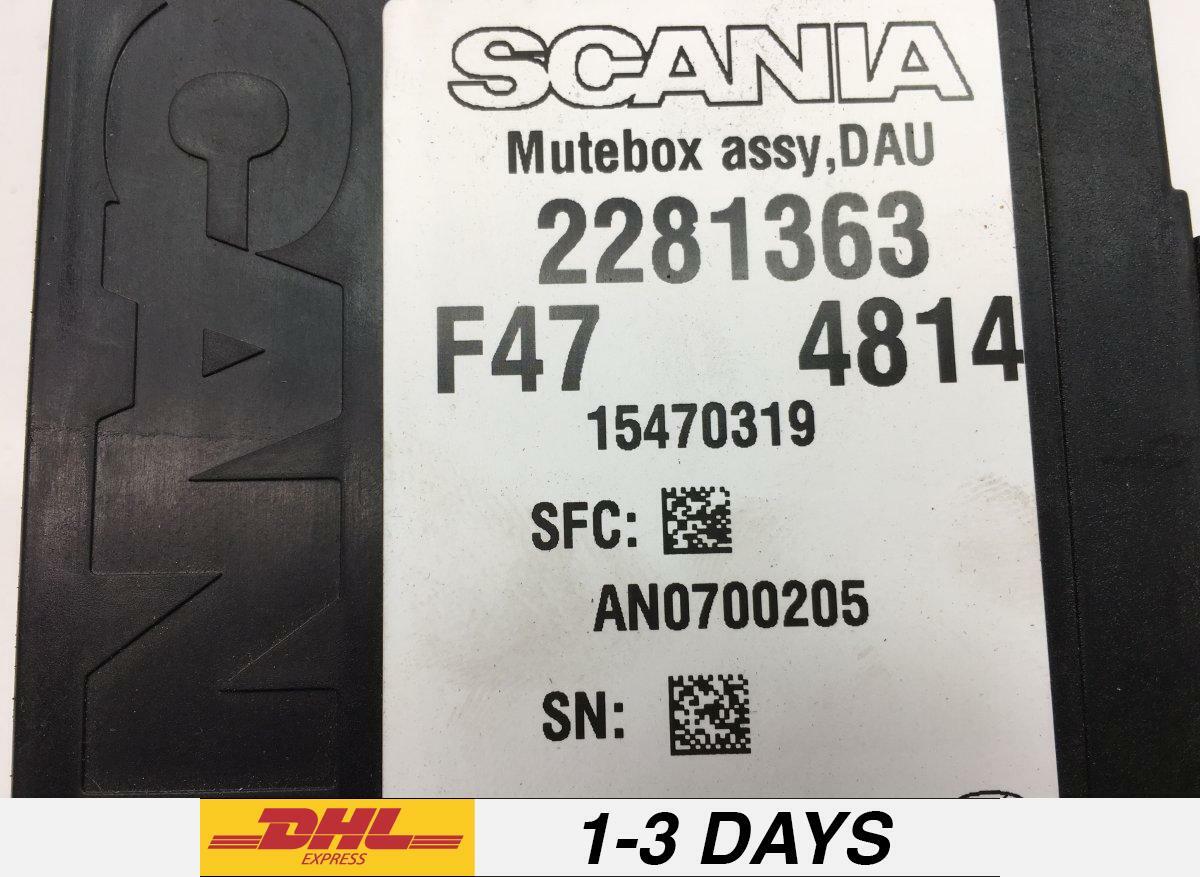 SCANIA
Mutebox assy,DAU
2281363
F47 4814
15470319
SFC:
AN0700205
SN:
DHL
EXPRESS
1-3 DAYS